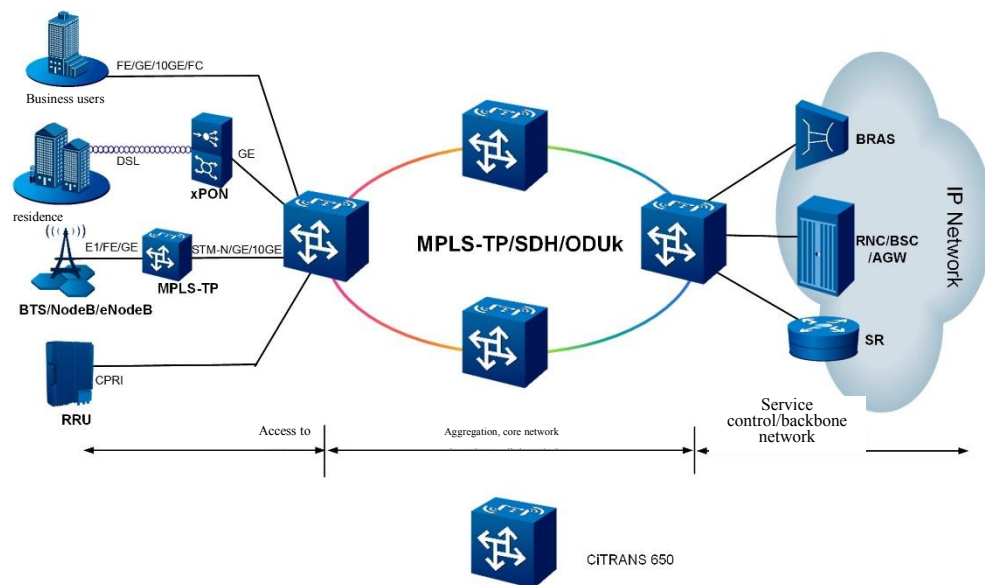 FE/GE/10GE/FC
Business users
DSL
xPON
GE
residence
E1/FE/GE
MPLS-TP
STM-N/GE/10GE
BTS/NodeB/eNodeB
CPRI
RRU
MPLS-TP/SDH/ODUk
BRAS
RNC/BSC
/AGW
SR
IP Network
Access to
Aggregation, core network
Service
control/backbone
network
CiTRANS 650